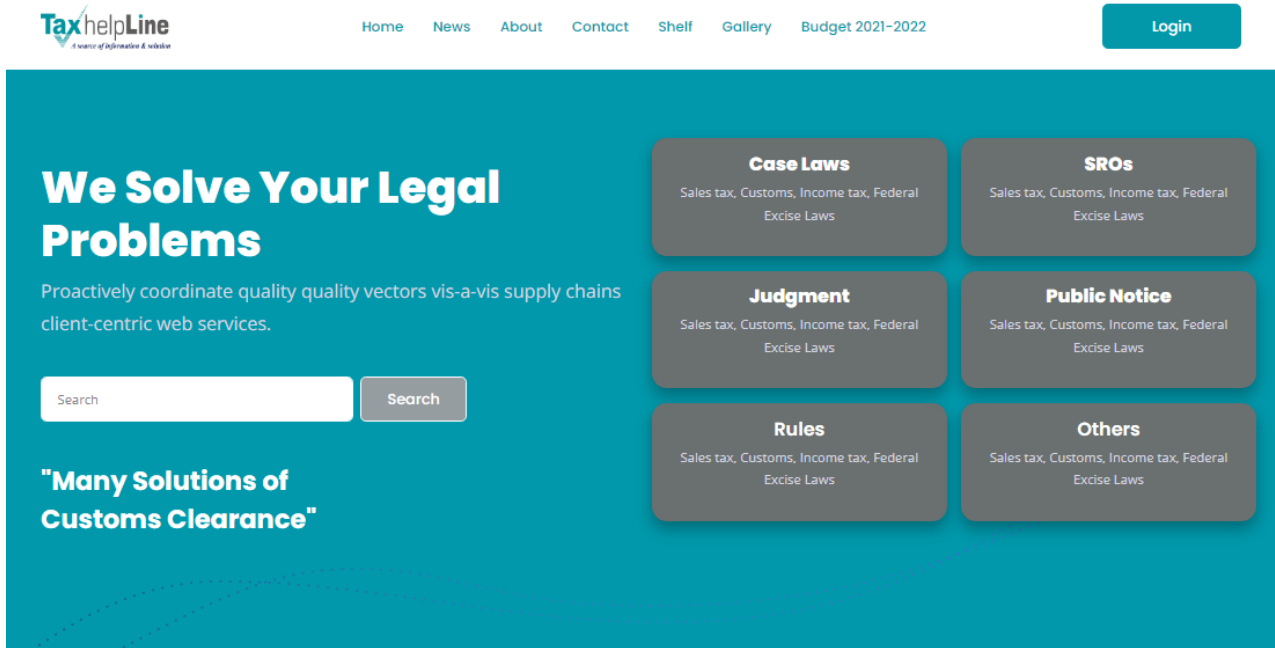 TaxhelpLine
A source of information & solution
Home News About Contact Shelf Gallery Budget 2021-2022
Login
We Solve Your Legal
Problems
Proactively coordinate quality quality vectors vis-a-vis supply chains
client-centric web services.
Search
Search
"Many Solutions of
Customs Clearance"
Case Laws
Sales tax, Customs, Income tax, Federal
Excise Laws
SROs
Sales tax, Customs, Income tax, Federal
Excise Laws
Judgment
Sales tax, Customs, Income tax, Federal
Excise Laws
Public Notice
Sales tax, Customs, Income tax, Federal
Excise Laws
Rules
Sales tax, Customs, Income tax, Federal
Excise Laws
Others
Sales tax, Customs, Income tax, Federal
Excise Laws